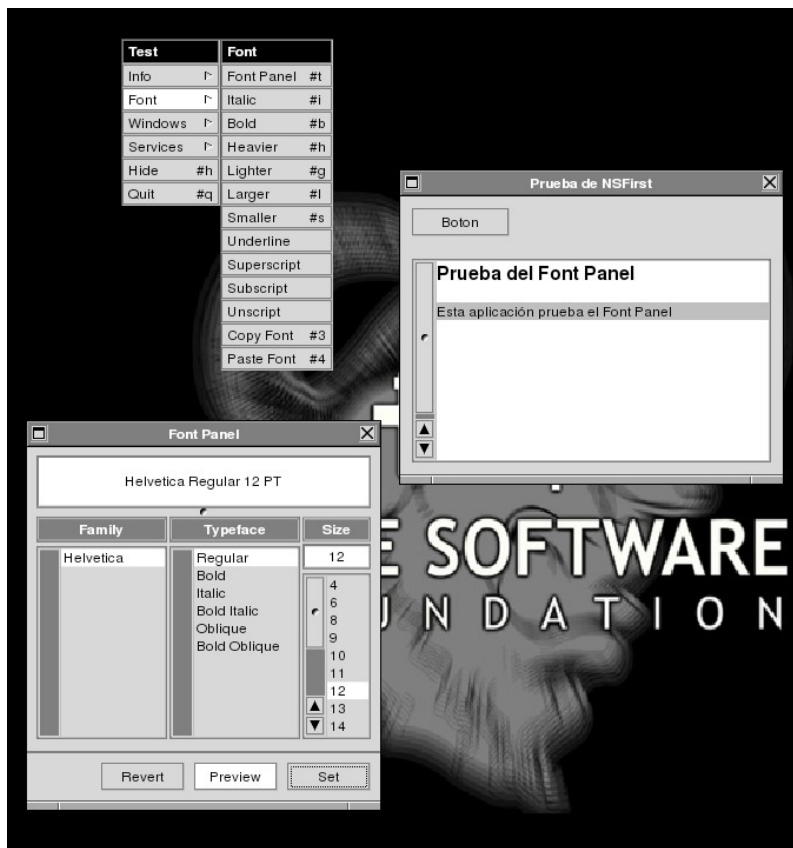 Test
Info
Font
Windows
Services
Hide #h
Quit #q
Font
Font Panel #t
Italic #i
Bold #b
Heavier #h
Lighter #g
Larger #l
Smaller #s
Underline
Superscript
Subscript
Unscript
Copy Font #3
Paste Font #4
Prueba de NSFirst
Boton
Prueba del Font Panel
Esta aplicación prueba el Font Panel
Font Panel
Helvetica Regular 12 PT
Family Typeface Size
Helvetica
Regular
Bold
Italic
Bold Italic
Oblique
Bold Oblique
12
4
6
8
9
10
11
12
13
14
Revert Preview Set
E SOFTWARE
UNDATION